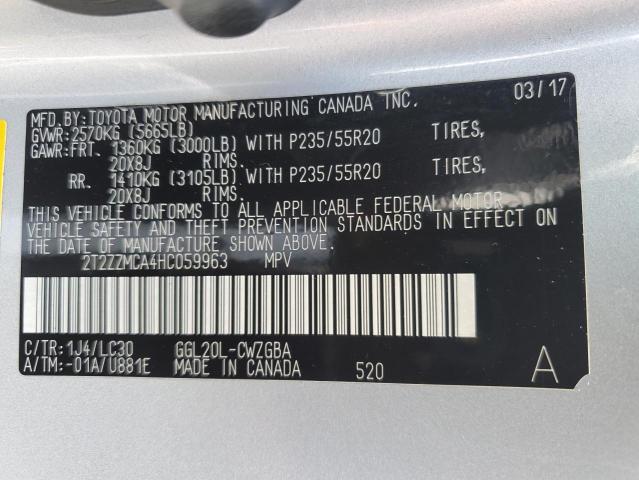 MFD.BY:TOYOTA MOTOR MANUFACTURING CANADA INC. 03/17
GVWR:2570KG (5665LB)
GAWR:FRT. 1360KG (3000LB) WITH P235/55R20 TIRES,
20X8J RIMS.
RR. 1410KG (3105LB) WITH P235/55R20 TIRES,
20X8J RIMS.
THIS VEHICLE CONFORMS TO ALL APPLICABLE FEDERAL MOTOR
VEHICLE SAFETY AND THEFT PREVENTION STANDARDS IN EFFECT ON
THE DATE OF MANUFACTURE SHOWN ABOVE.
2T2ZZMCA4HC059963 MPV
C/TR:1J4/LC30 GGL20L-CWZGBA
A/TM:-01A/U881E MADE IN CANADA 520 A